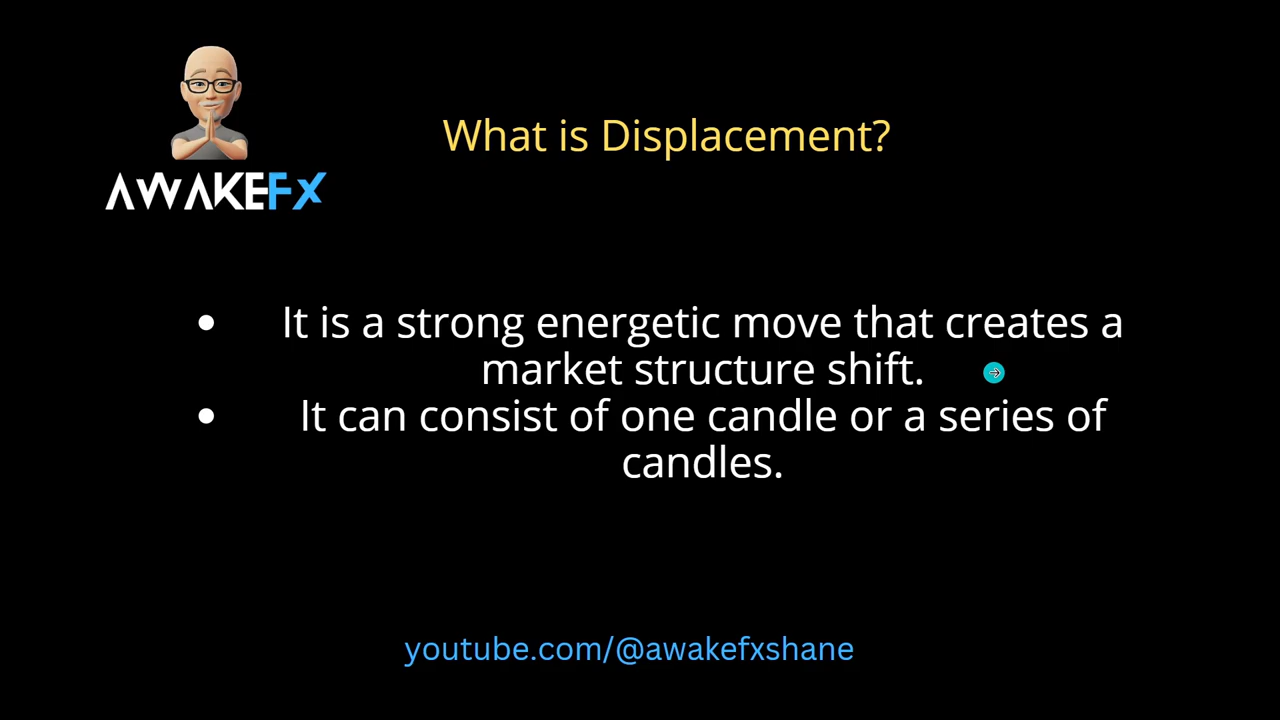 AWAKEFX
What is Displacement?
• It is a strong energetic move that creates a
market structure shift.
• It can consist of one candle or a series of
candles.
youtube.com/@awakefxshane